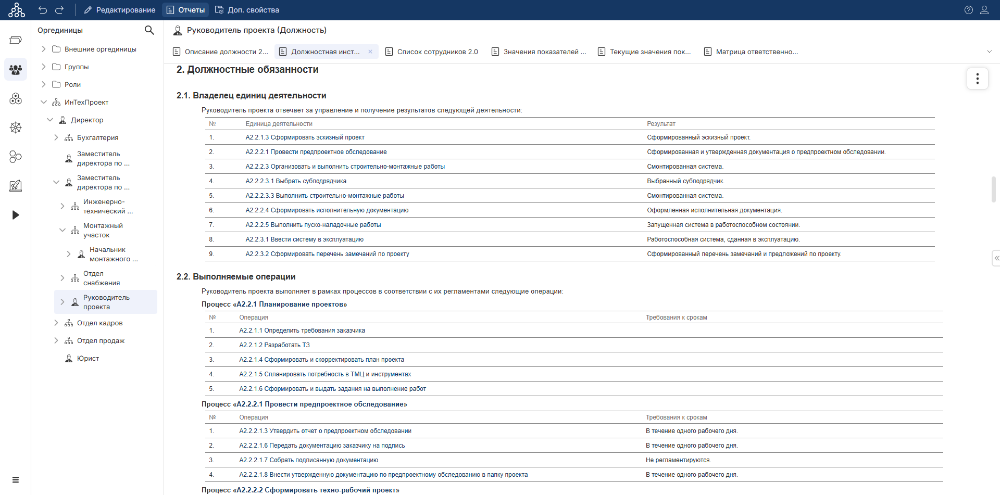 Редактирование
Отчеты
Доп. свойства
Оргединицы
Внешние оргединицы
Группы
Роли
ИнТехПроект
Директор
Бухгалтерия
Заместитель
директора по ...
Заместитель
директора по ...
Инженерно-
технический ...
Монтажный
участок
Начальник
монтажного ...
Отдел
снабжения
Руководитель
проекта
Отдел кадров
Отдел продаж
Юрист
Руководитель проекта (Должность)
Описание должности 2...
Должностная инст...
Список сотрудников 2.0
Значения показателей ...
Текущие значения пок...
Матрица ответственно...
2. Должностные обязанности
2.1. Владелец единиц деятельности
Руководитель проекта отвечает за управление и получение результатов следующей деятельности:
№ Единица деятельности Результат
1. A2.2.1.3 Сформировать эскизный проект Сформированный эскизный проект.
2. A2.2.2.1 Провести предпроектное обследование Сформированная и утвержденная документация о предпроектном обследовании.
3. A2.2.2.3 Организовать и выполнить строительно-монтажные работы Смонтированная система.
4. A2.2.2.3.1 Выбрать субподрядчика Выбранный субподрядчик.
5. A2.2.2.3.3 Выполнить строительно-монтажные работы Смонтированная система.
6. A2.2.2.4 Сформировать исполнительную документацию Оформленная исполнительная документация.
7. A2.2.2.5 Выполнить пуско-наладочные работы Запущенная система в работоспособном состоянии.
8. A2.2.3.1 Ввести систему в эксплуатацию Работоспособная система, сданная в эксплуатацию.
9. A2.2.3.2 Сформировать перечень замечаний по проекту Сформированный перечень замечаний и предложений по проекту.
2.2. Выполняемые операции
Руководитель проекта выполняет в рамках процессов в соответствии с их регламентами следующие операции:
Процесс «A2.2.1 Планирование проектов»
№ Операция Требования к срокам
1. A2.2.1.1 Определить требования заказчика
2. A2.2.1.2 Разработать ТЗ
3. A2.2.1.4 Сформировать и скорректировать план проекта
4. A2.2.1.5 Спланировать потребность в ТМЦ и инструментах
5. A2.2.1.6 Сформировать и выдать задания на выполнение работ
Процесс «A2.2.2.1 Провести предпроектное обследование»
№ Операция Требования к срокам
1. A2.2.2.1.3 Утвердить отчет о предпроектном обследовании В течение одного рабочего дня.
2. A2.2.2.1.6 Передать документацию заказчику на подпись В течение одного рабочего дня.
3. A2.2.2.1.7 Собрать подписанную документацию Не регламентируются.
4. A2.2.2.1.8 Внести утвержденную документацию по предпроектному обследованию в папку проекта В течение одного рабочего дня.
Процесс «A2.2.2.2 Сформировать техно-рабочий проект»